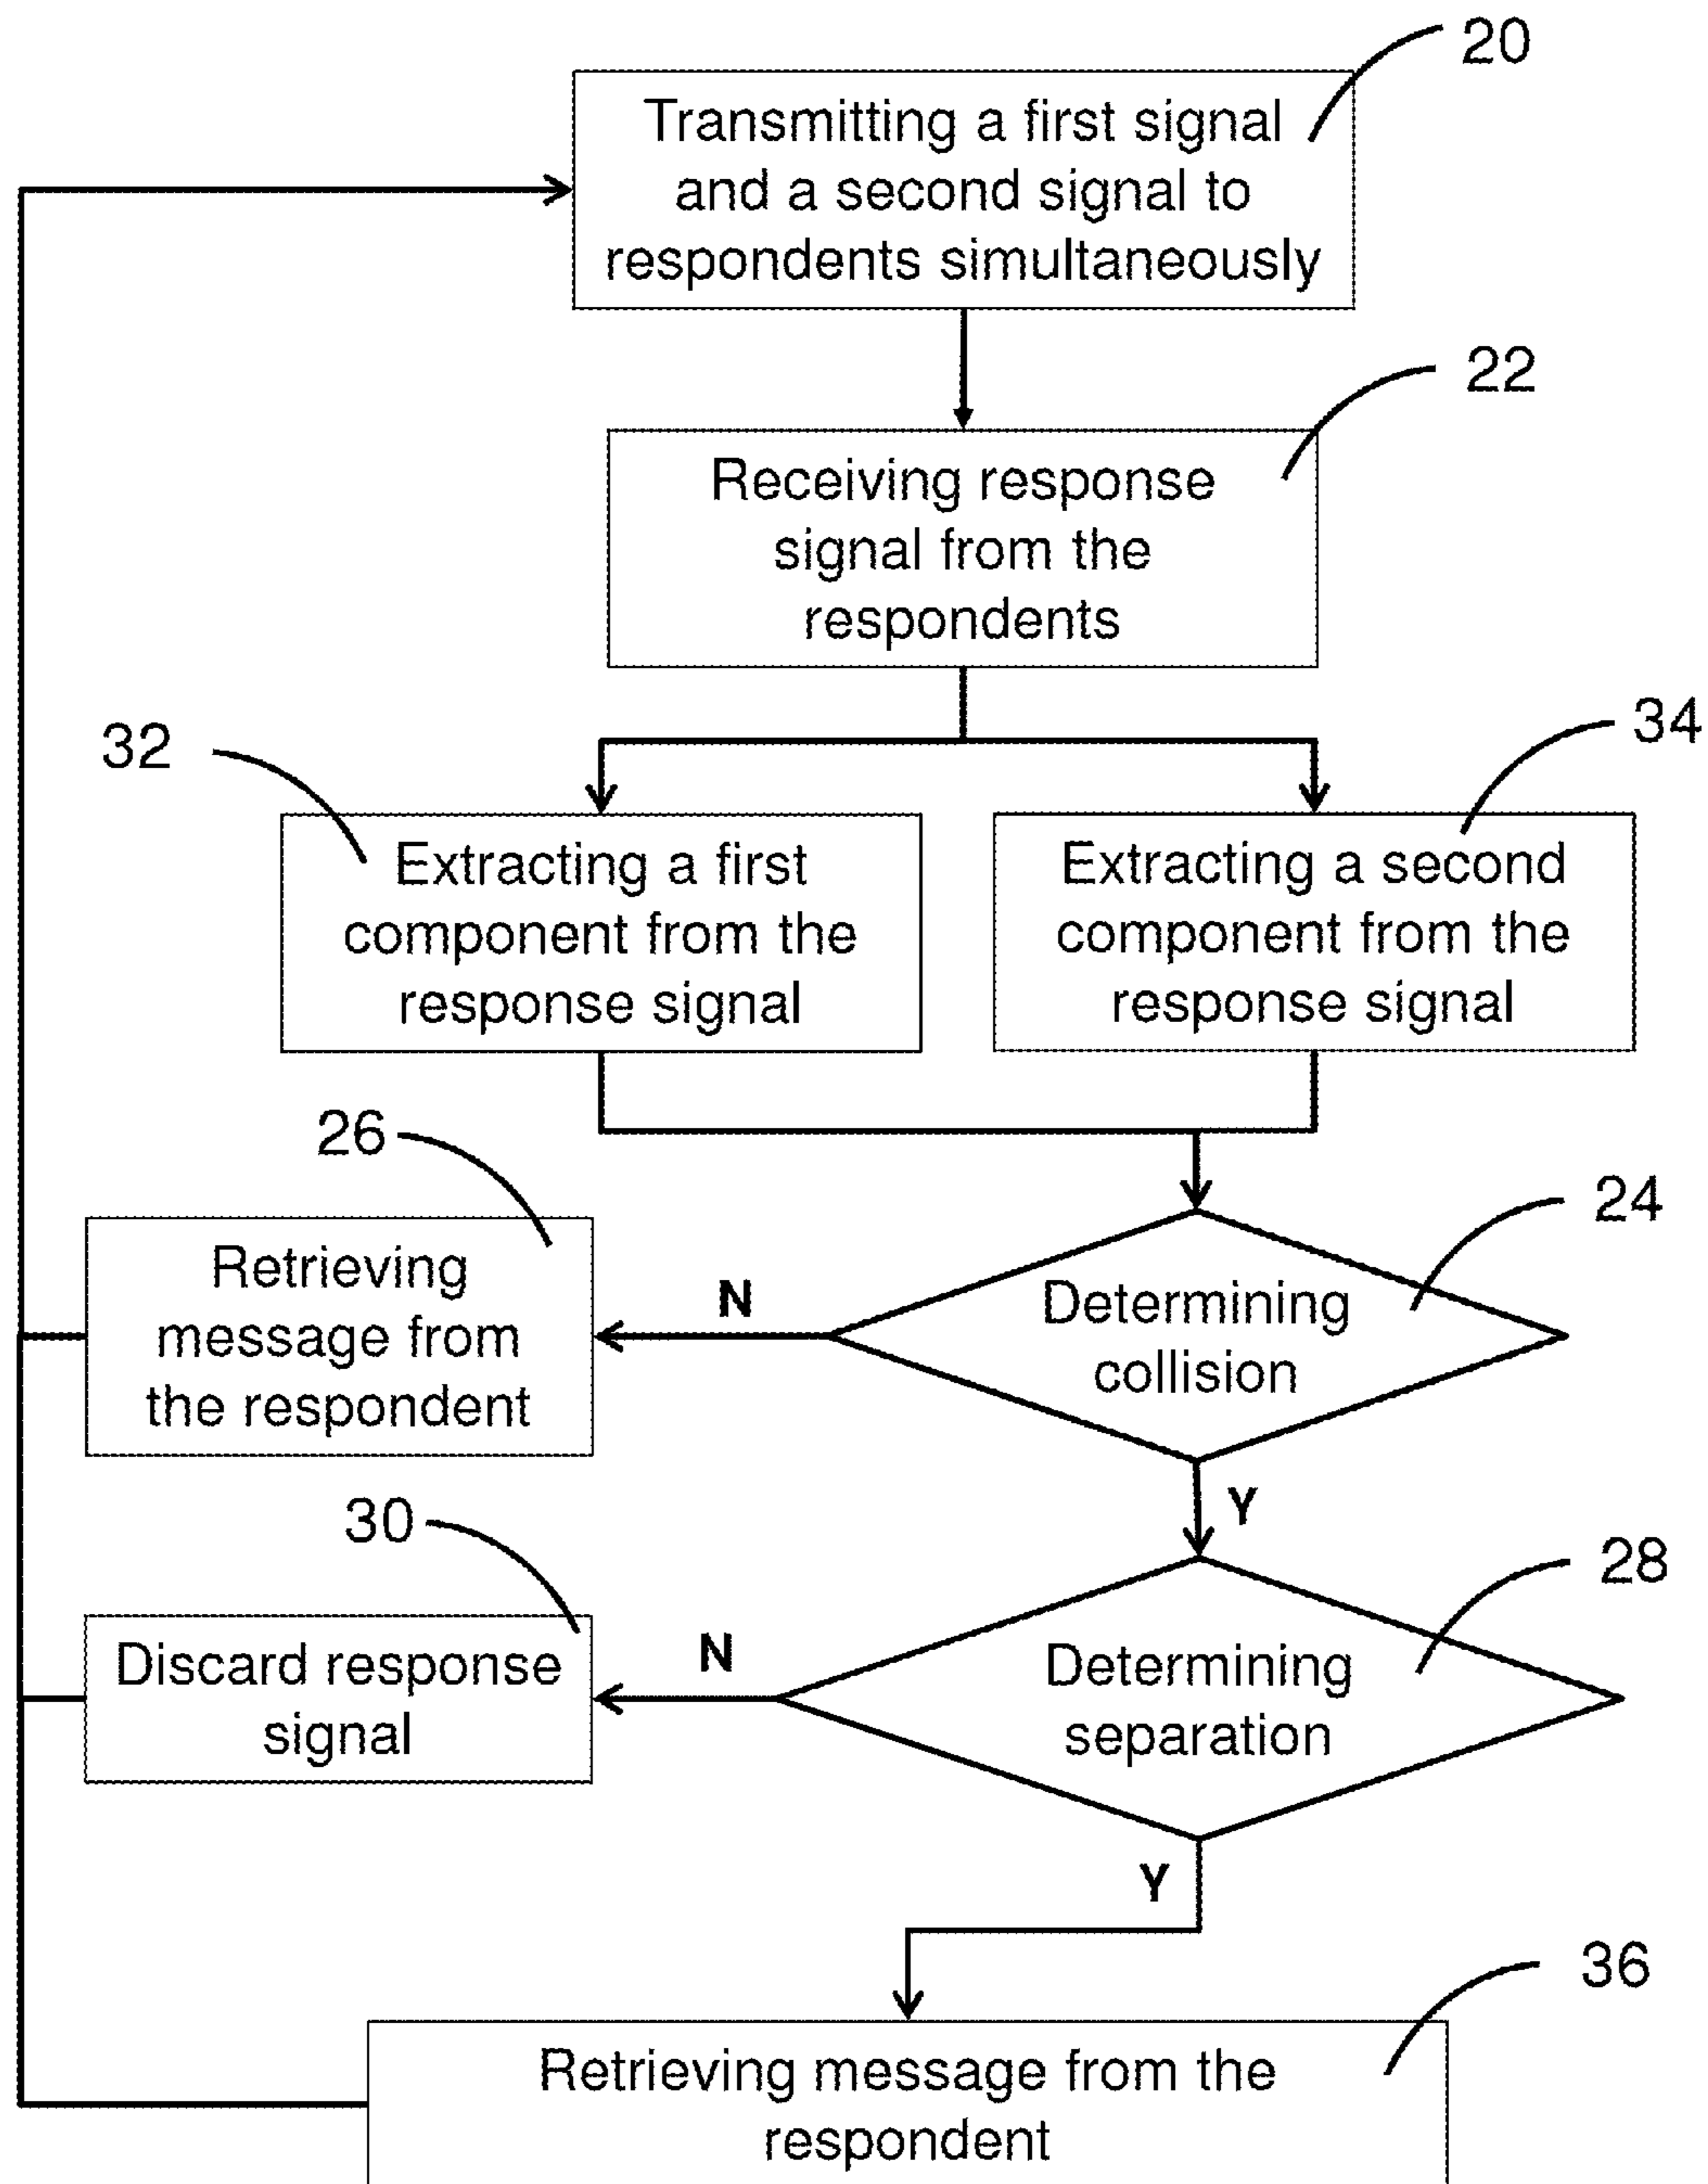 20
Transmitting a first signal
and a second signal to
respondents simultaneously
22
Receiving response
signal from the
respondents
32
34
Extracting a first
component from the
response signal
Extracting a second
component from the
response signal
26
24
Retrieving
message from
the respondent
N
Determining
collision
Y
30
28
Discard response
signal
N
Determining
separation
Y
36
Retrieving message from the
respondent